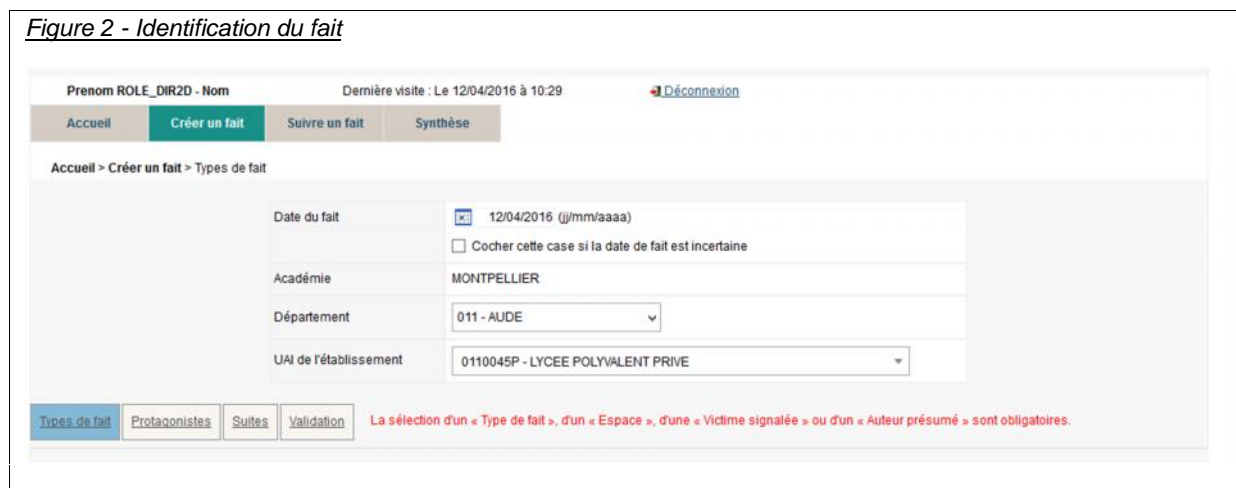 Figure 2 - Identification du fait
Prenom ROLE_DIR2D - Nom Dernière visite : Le 12/04/2016 à 10:29 Déconnexion
Accueil Créer un fait Suivre un fait Synthèse
Accueil > Créer un fait > Types de fait
Date du fait 12/04/2016 (jj/mm/aaaa)
Cocher cette case si la date de fait est incertaine
Académie MONTPELLIER
Département 011 - AUDE
UAI de l'établissement 0110045P - LYCEE POLYVALENT PRIVE
Types de fait Protagonistes Suites Validation La sélection d'un « Type de fait », d'un « Espace », d'une « Victime signalée » ou d'un « Auteur présumé » sont obligatoires.